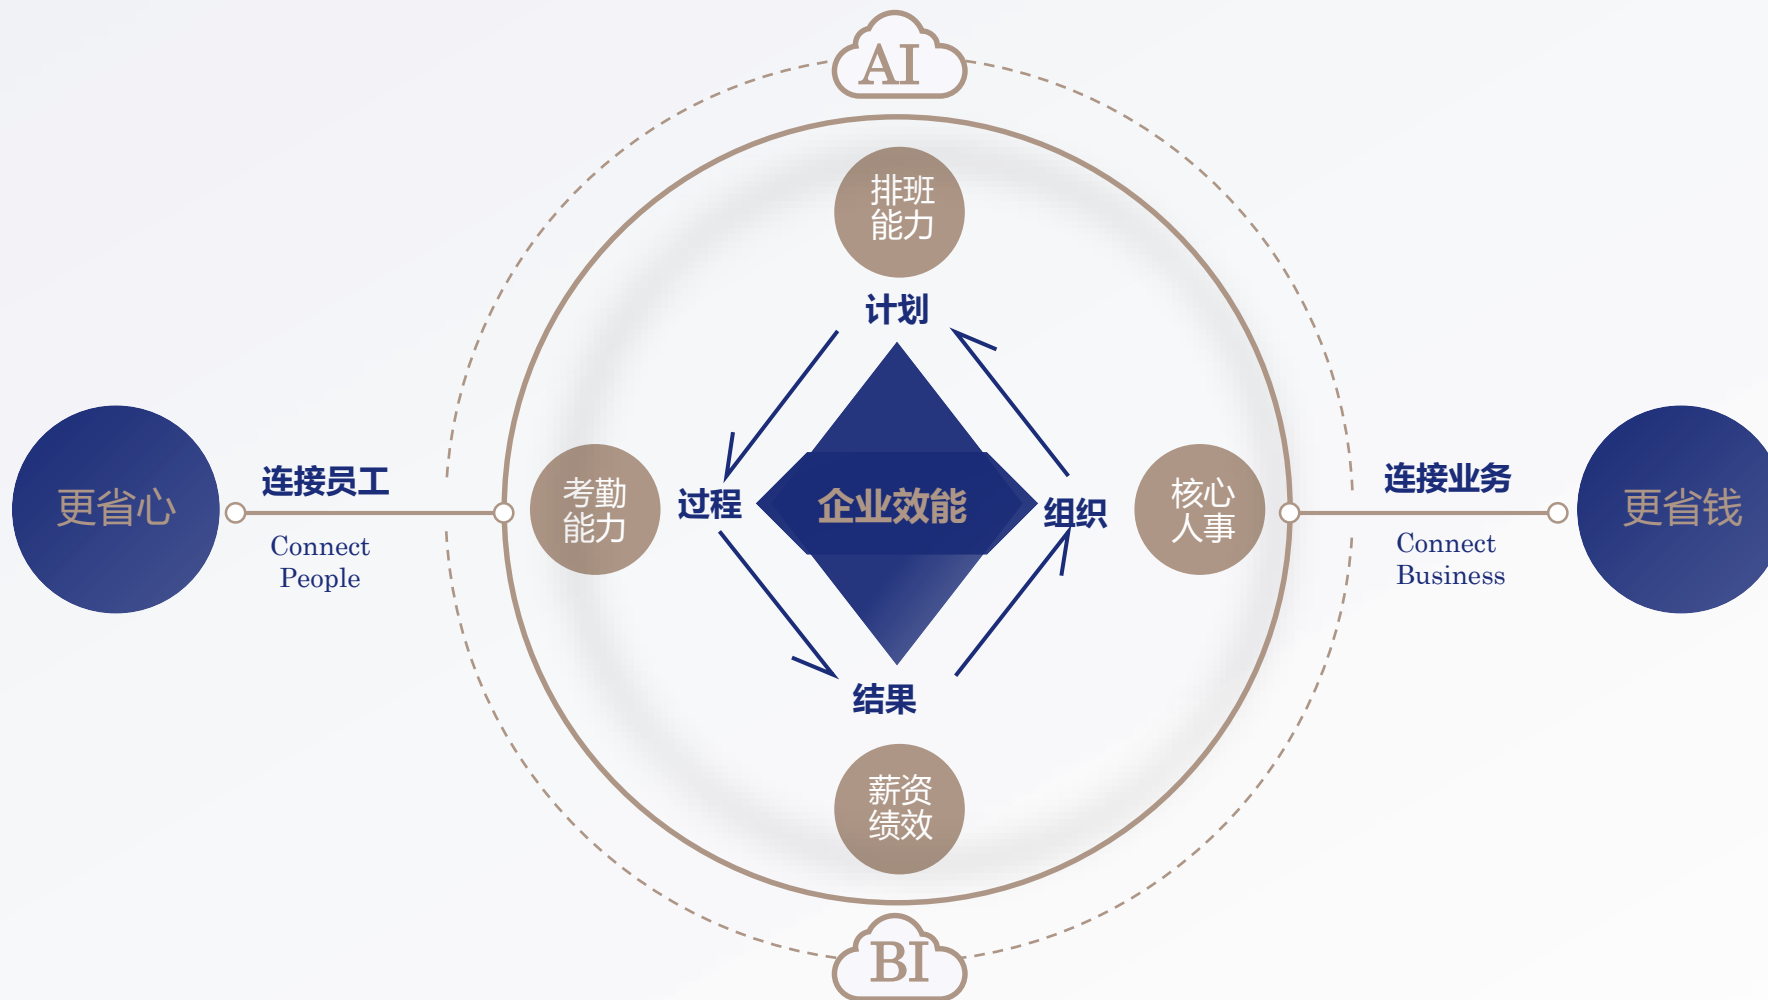 AI
排班
能力
计划
更省心
连接员工
Connect
People
考勤
能力
过程
企业效能
组织
核心
人事
连接业务
Connect
Business
更省钱
结果
薪资
绩效
BI